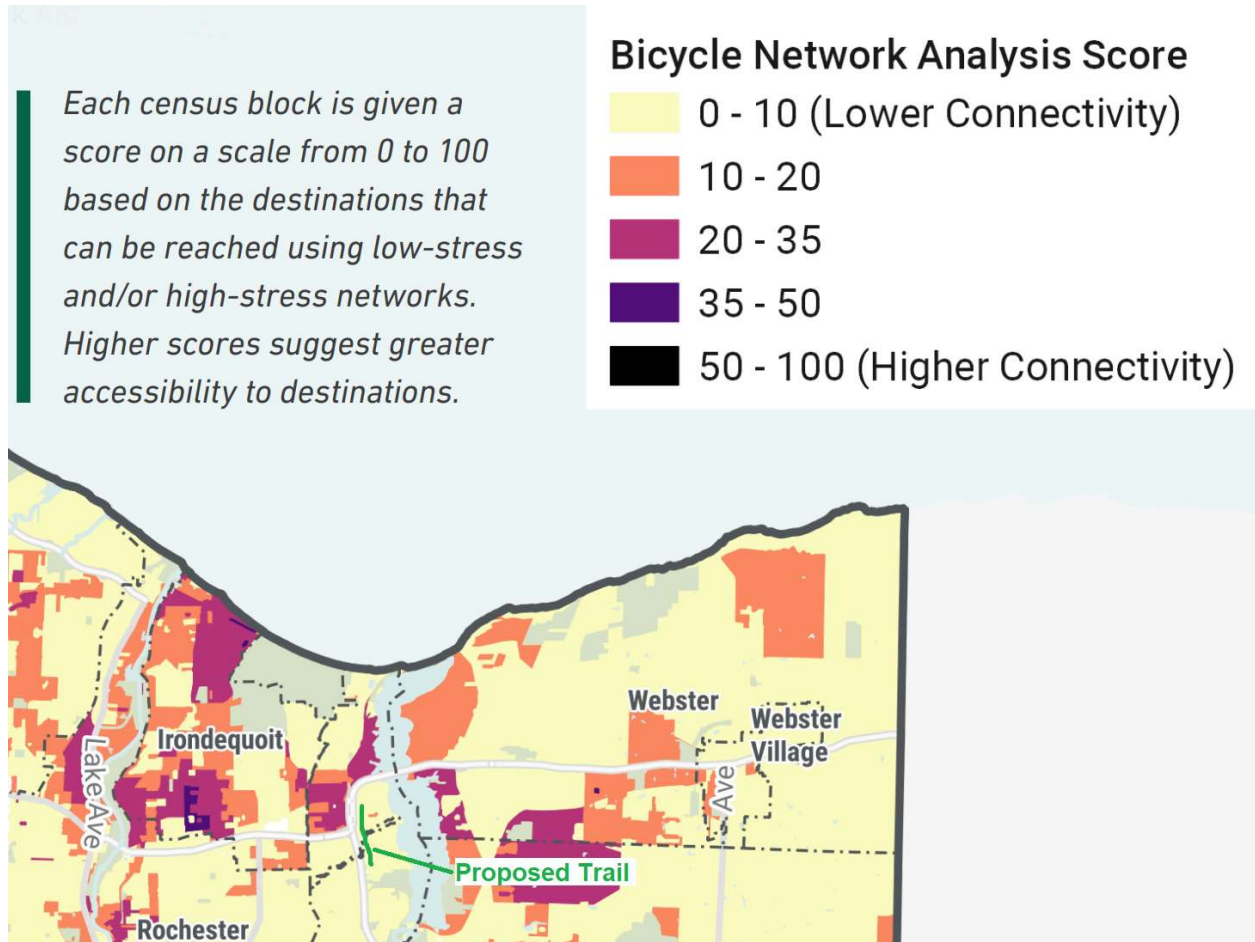 Each census block is given a
score on a scale from 0 to 100
based on the destinations that
can be reached using low-stress
and/or high-stress networks.
Higher scores suggest greater
accessibility to destinations.
Bicycle Network Analysis Score
0 - 10 (Lower Connectivity)
10 - 20
20 - 35
35 - 50
50 - 100 (Higher Connectivity)
Webster
Webster
Village
Irondequoit
Lake Ave
Ave
Proposed Trail
Rochester